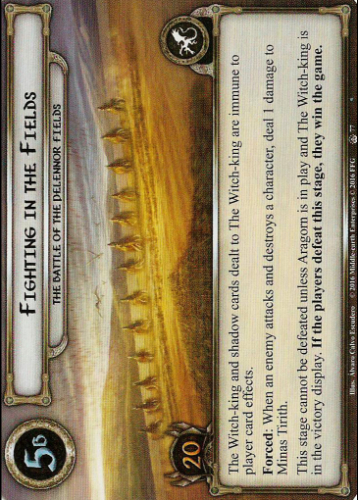 5B
FIGHTING IN THE FIELDS
THE BATTLE OF THE PELENNOR FIELDS
20
The Witch-king and shadow cards dealt to The Witch-king are immune to
player card effects.
Forced: When an enemy attacks and destroys a character, deal 1 damage to
Minas Tirith.
This stage cannot be defeated unless Aragorn is in play and The Witch-king is
in the victory display. If the players defeat this stage, they win the game.
Illus. Álvaro Calvo Escudero © 2016 Middle-earth Enterprises © 2016 FFG 77